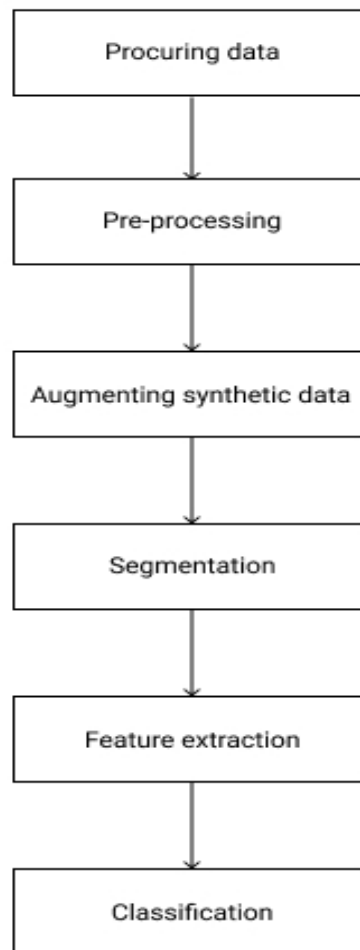 Procuring data
Pre-processing
Augmenting synthetic data
Segmentation
Feature extraction
Classification